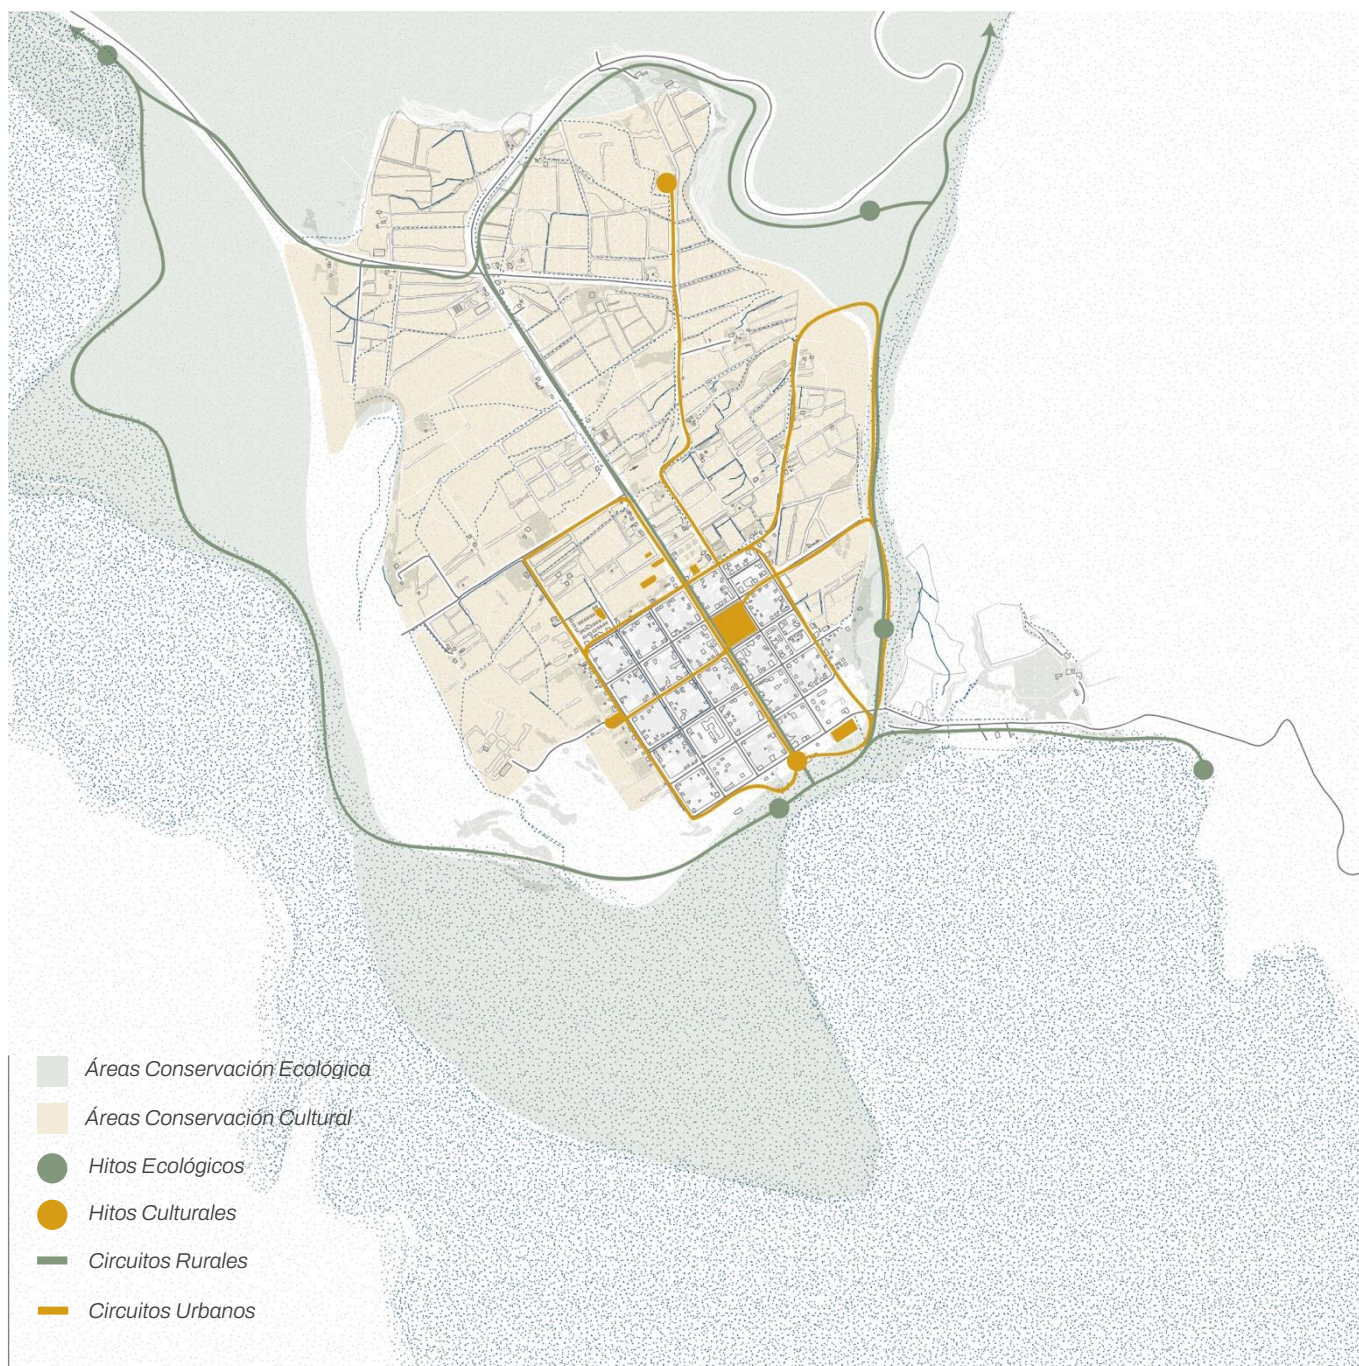 Áreas Conservación Ecológica
Áreas Conservación Cultural
Hitos Ecológicos
Hitos Culturales
Circuitos Rurales
Circuitos Urbanos